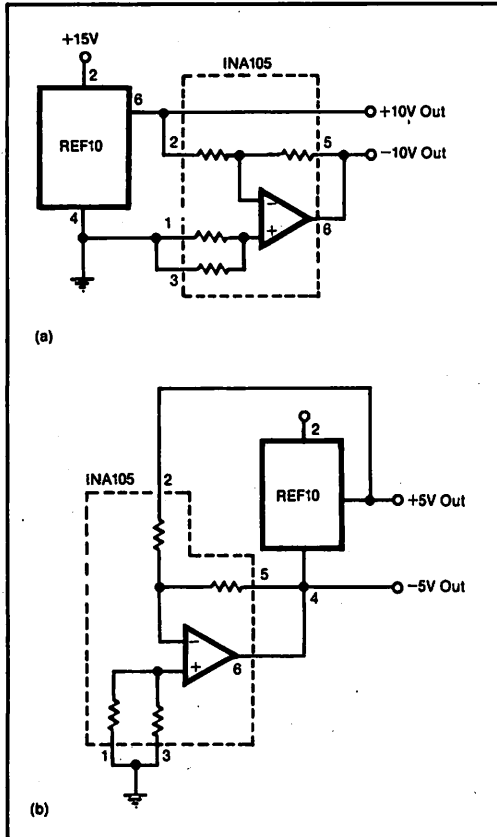 +15V
2
INA105
6
+10V Out
REF10
2
5
-10V Out
-
4
1
+
6
3
(a)
2
2
INA105
REF10
+5V Out
5
4
-5V Out
-
+
6
1
3
(b)